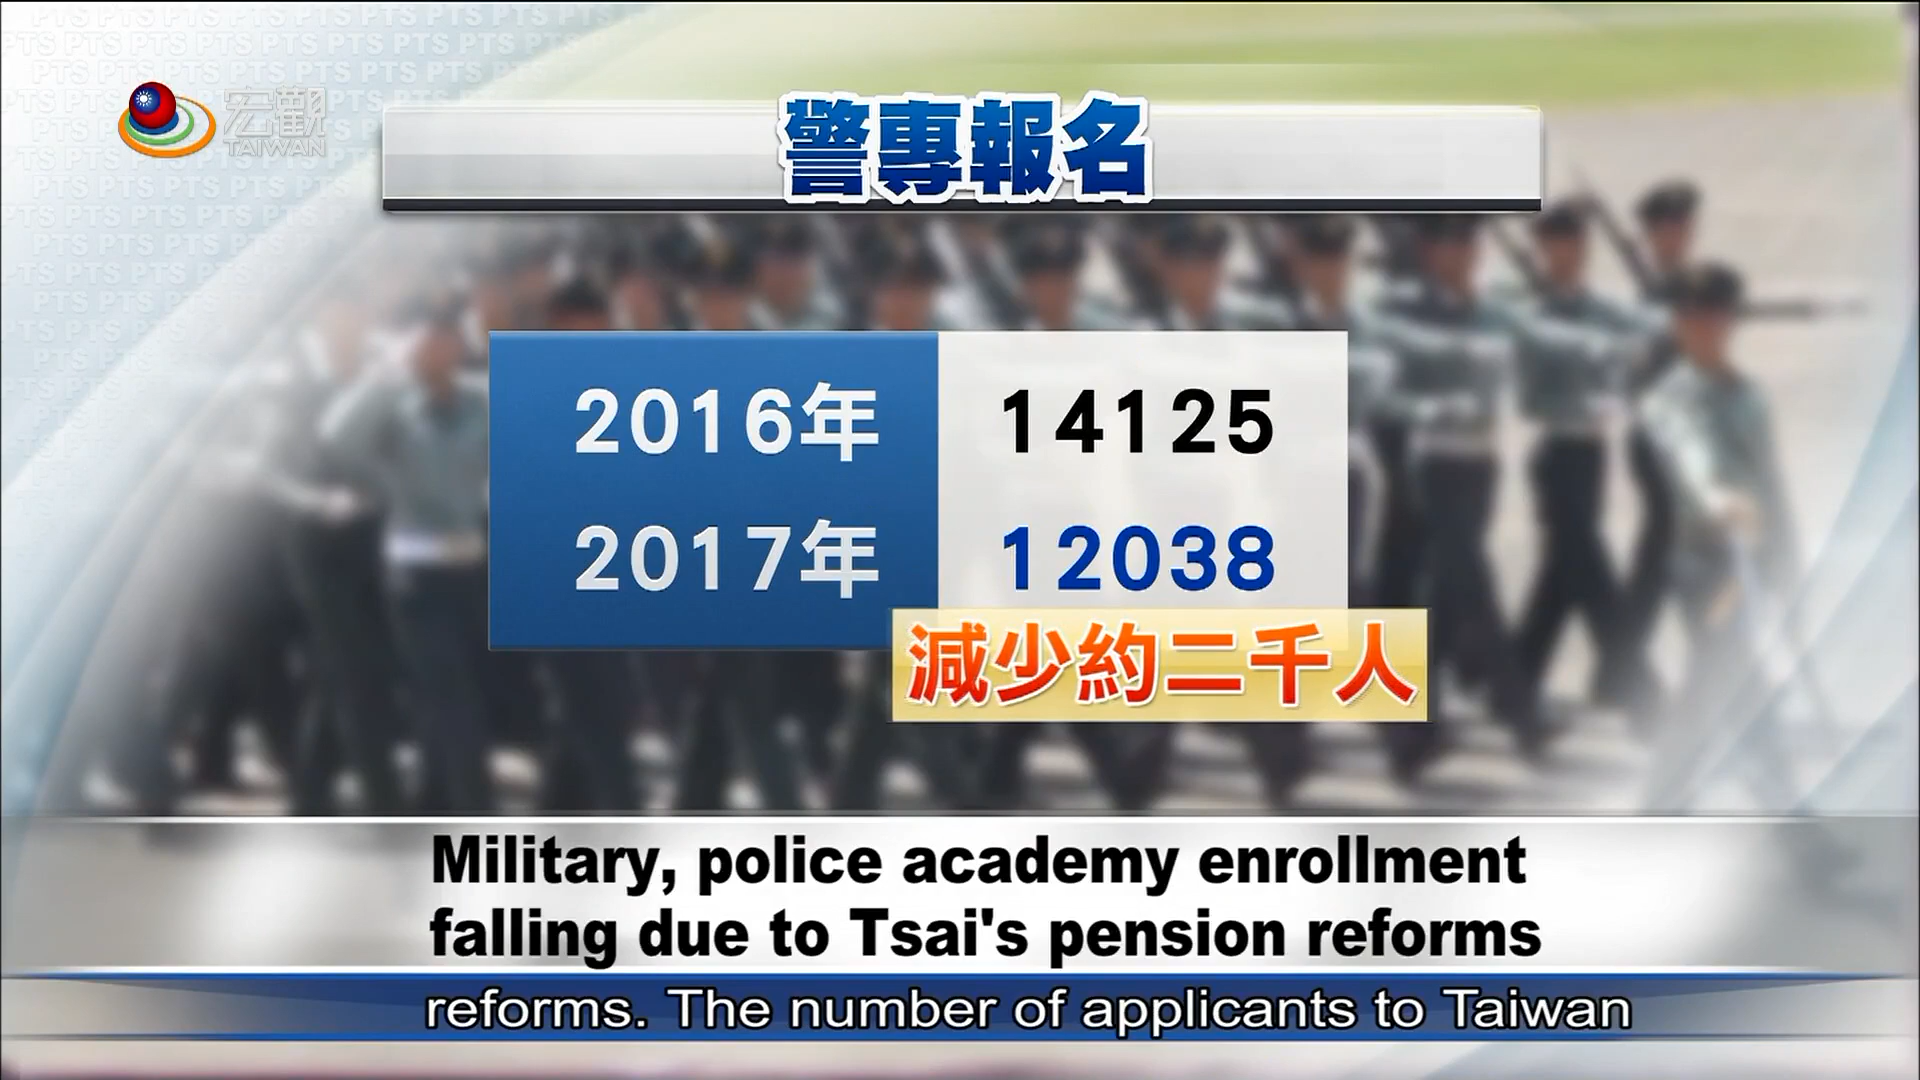 宏觀
TAIWAN
警專報名
2016年 14125
2017年 12038
減少約二千人
Military, police academy enrollment
falling due to Tsai's pension reforms
reforms. The number of applicants to Taiwan